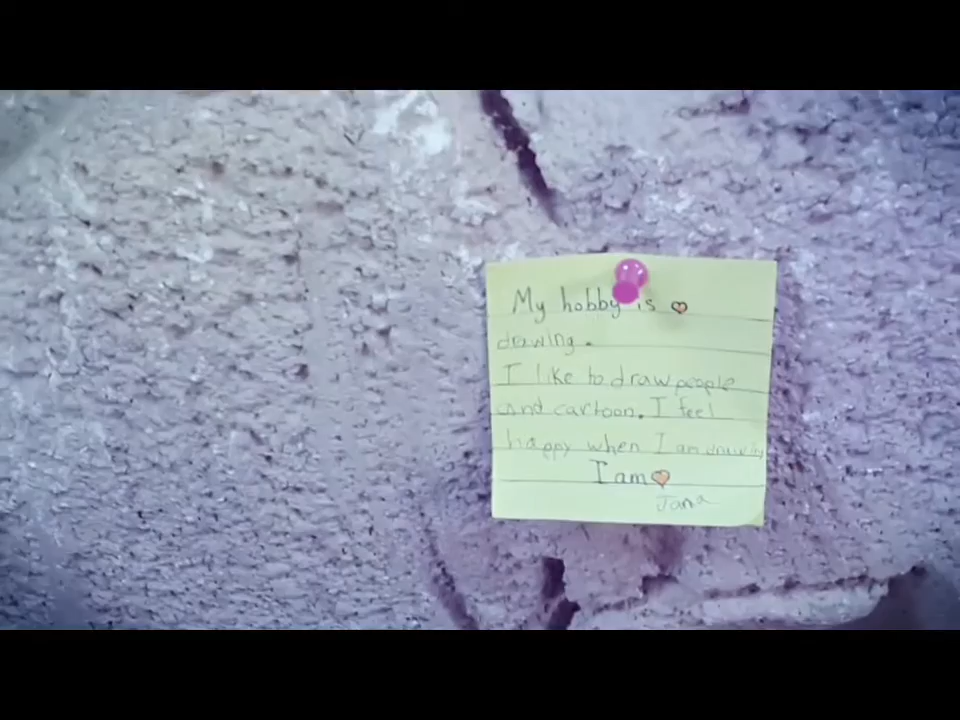 My hobby is
drawing.
I like to draw people
and cartoon. I feel
happy when I am drawing
I am
Jana